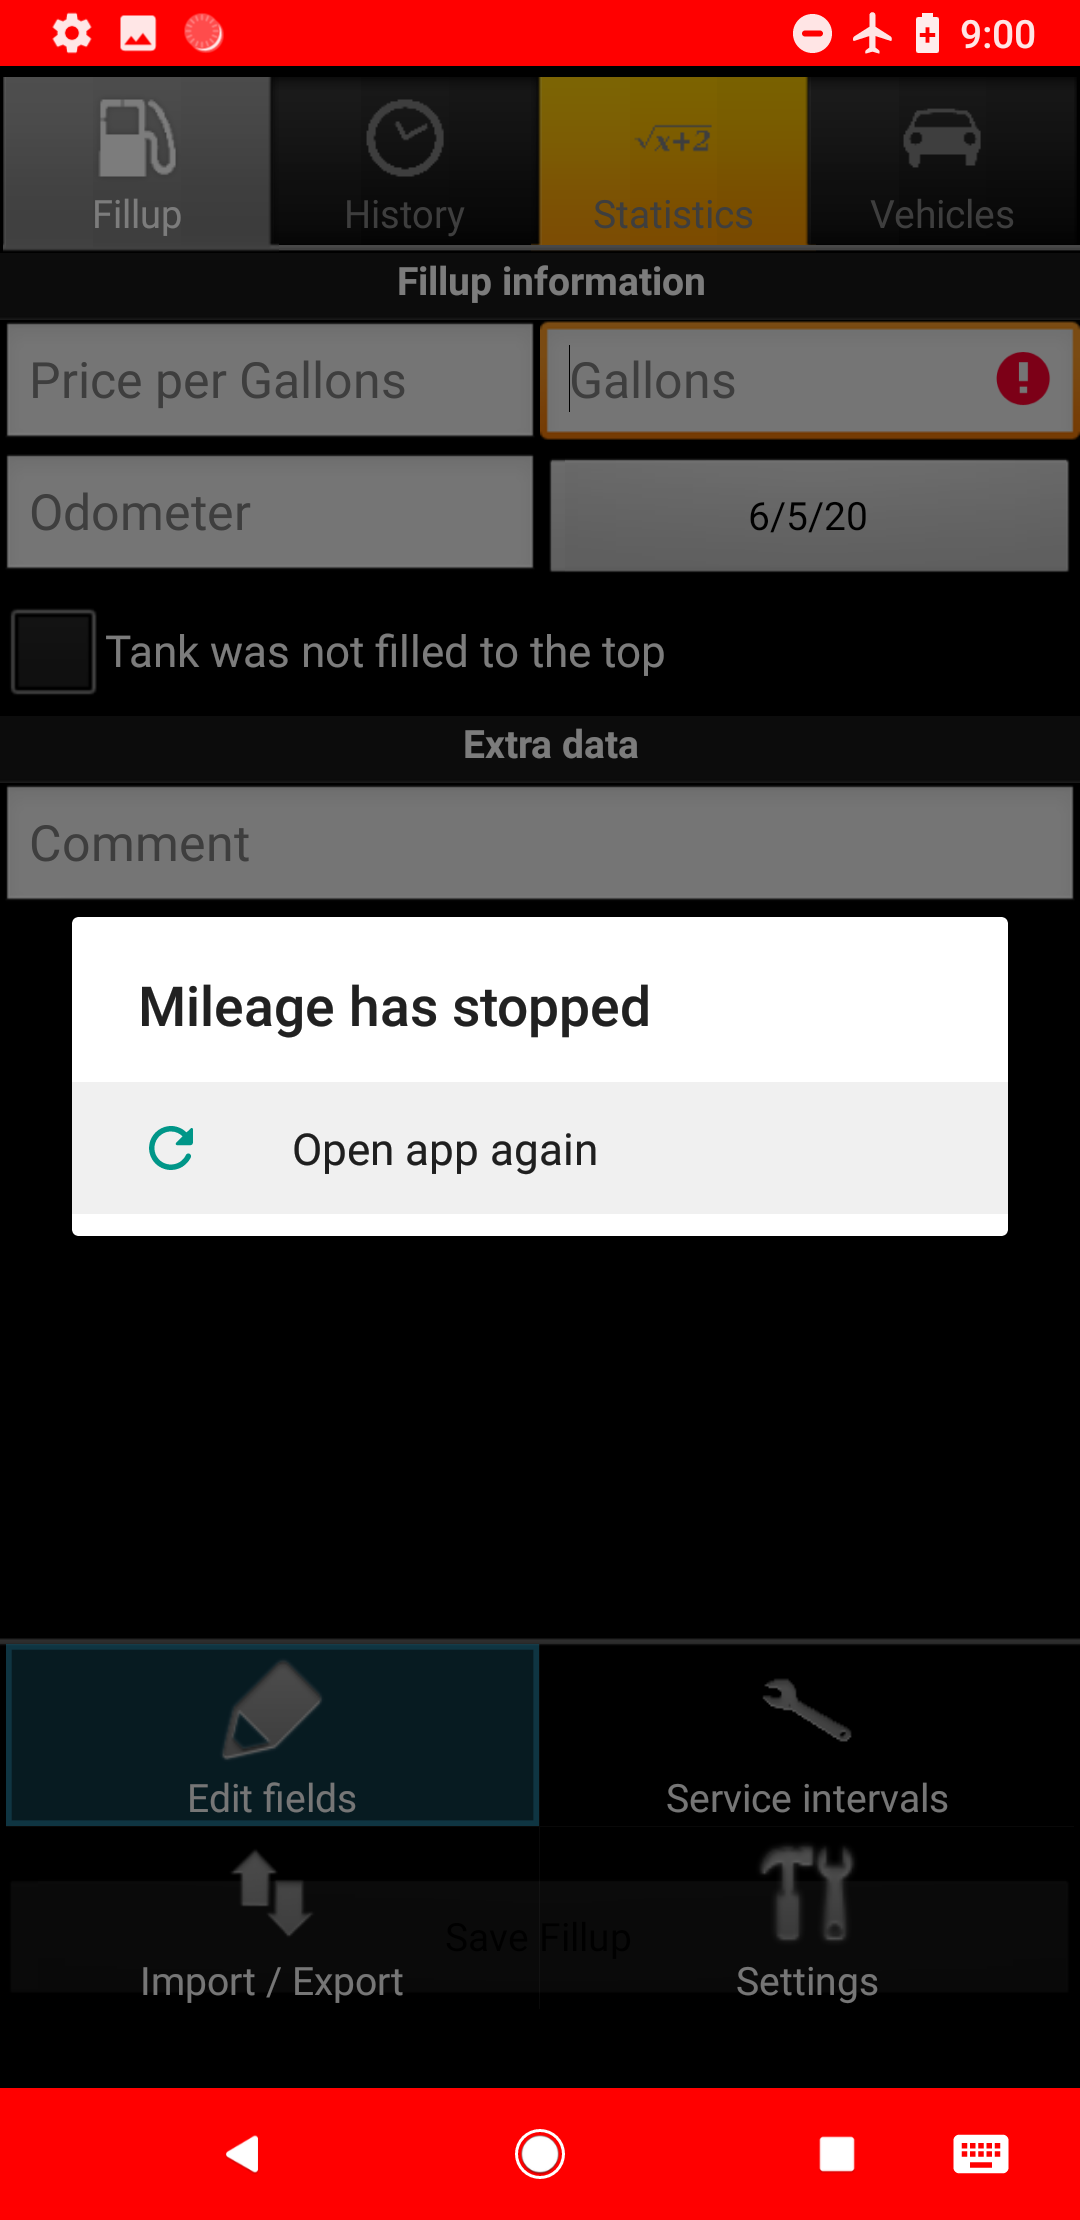 9:00
Fillup
History
√x+2
Statistics
Vehicles
Fillup information
Price per Gallons
Gallons
Odometer
6/5/20
Tank was not filled to the top
Extra data
Comment
Mileage has stopped
Open app again
Edit fields
Service intervals
Save Fillup
Import / Export
Settings